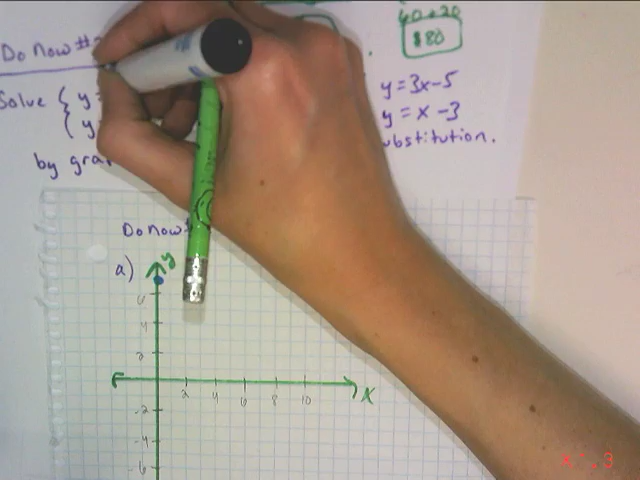 60+20
$80
Do Now #
Solve { y
y
by gra
y=3x-5
y = x -3
ubstitution.
Do Now
a)
y
6
4
2
2 4 6 8 10
x
-2
-4
-6